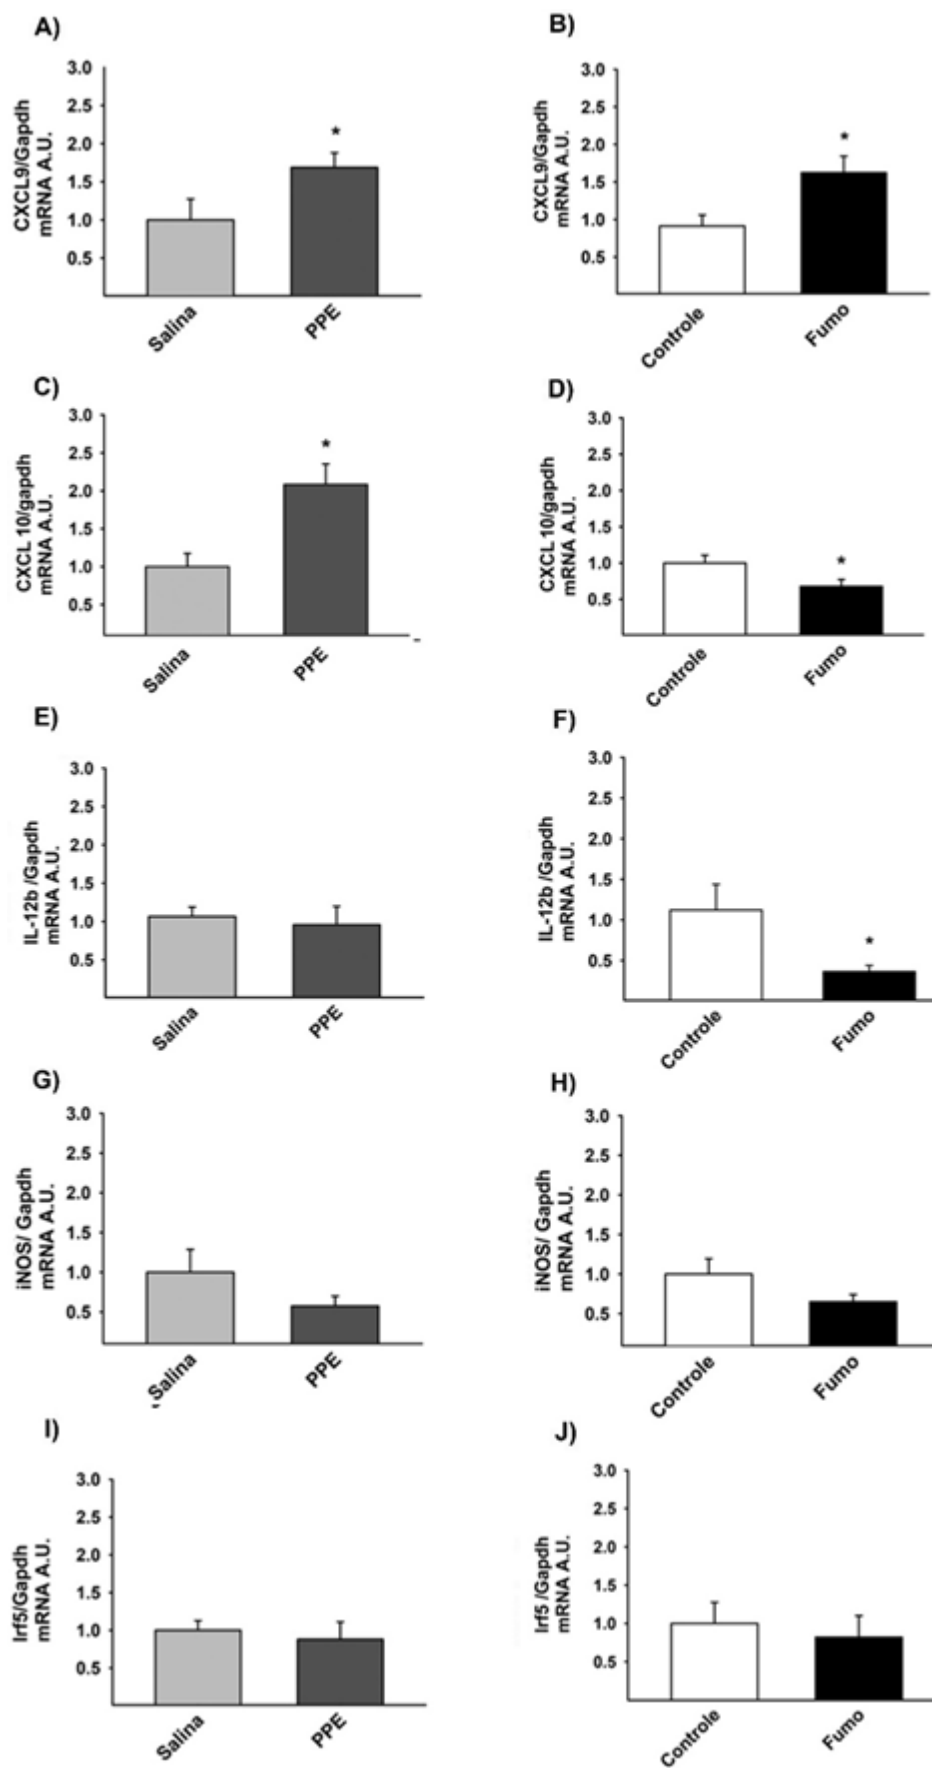 A)
CXCL9/Gapdh
mRNA A.U.
3.0
2.5
2.0
1.5
1.0
0.5
*
Salina
PPE
B)
CXCL9/Gapdh
mRNA A.U.
3.0
2.5
2.0
1.5
1.0
0.5
*
Controle
Fumo
C)
CXCL 10/gapdh
mRNA A.U.
3.0
2.5
2.0
1.5
1.0
0.5
*
Salina
PPE
D)
CXCL 10/gapdh
mRNA A.U.
3.0
2.5
2.0
1.5
1.0
0.5
*
Controle
Fumo
E)
IL-12b /Gapdh
mRNA A.U.
3.0
2.5
2.0
1.5
1.0
0.5
Salina
PPE
F)
IL-12b /Gapdh
mRNA A.U.
3.0
2.5
2.0
1.5
1.0
0.5
*
Controle
Fumo
G)
iNOS/ Gapdh
mRNA A.U.
3.0
2.5
2.0
1.5
1.0
0.5
Salina
PPE
H)
iNOS/ Gapdh
mRNA A.U.
3.0
2.5
2.0
1.5
1.0
0.5
Controle
Fumo
I)
Irf5/Gapdh
mRNA A.U.
3.0
2.5
2.0
1.5
1.0
0.5
Salina
PPE
J)
Irf5 /Gapdh
mRNA A.U.
3.0
2.5
2.0
1.5
1.0
0.5
Controle
Fumo